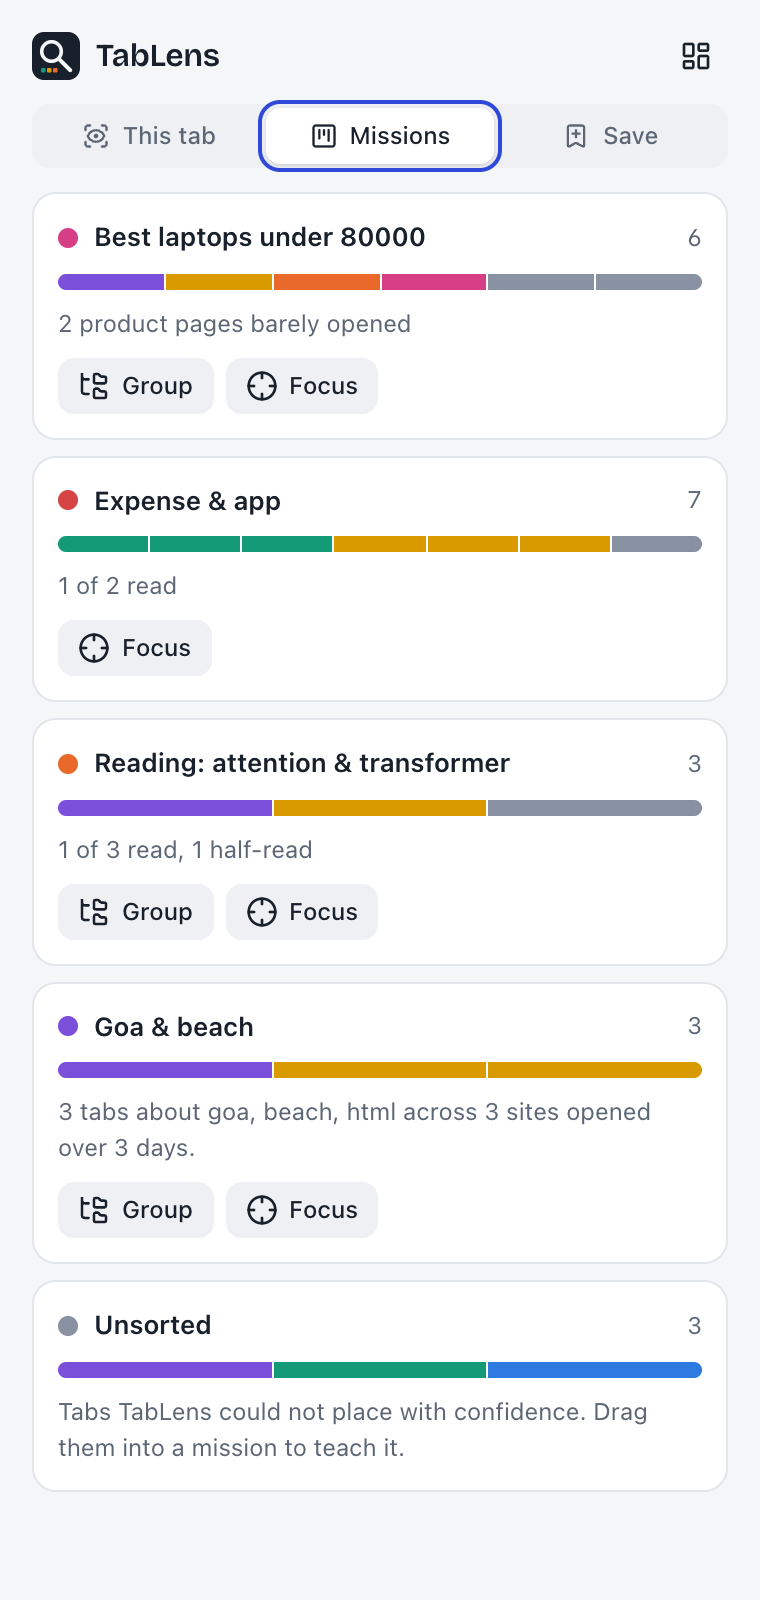 TabLens
This tab
Missions
Save
Best laptops under 80000
6
2 product pages barely opened
Group
Focus
Expense & app
7
1 of 2 read
Focus
Reading: attention & transformer
3
1 of 3 read, 1 half-read
Group
Focus
Goa & beach
3
3 tabs about goa, beach, html across 3 sites opened
over 3 days.
Group
Focus
Unsorted
3
Tabs TabLens could not place with confidence. Drag
them into a mission to teach it.